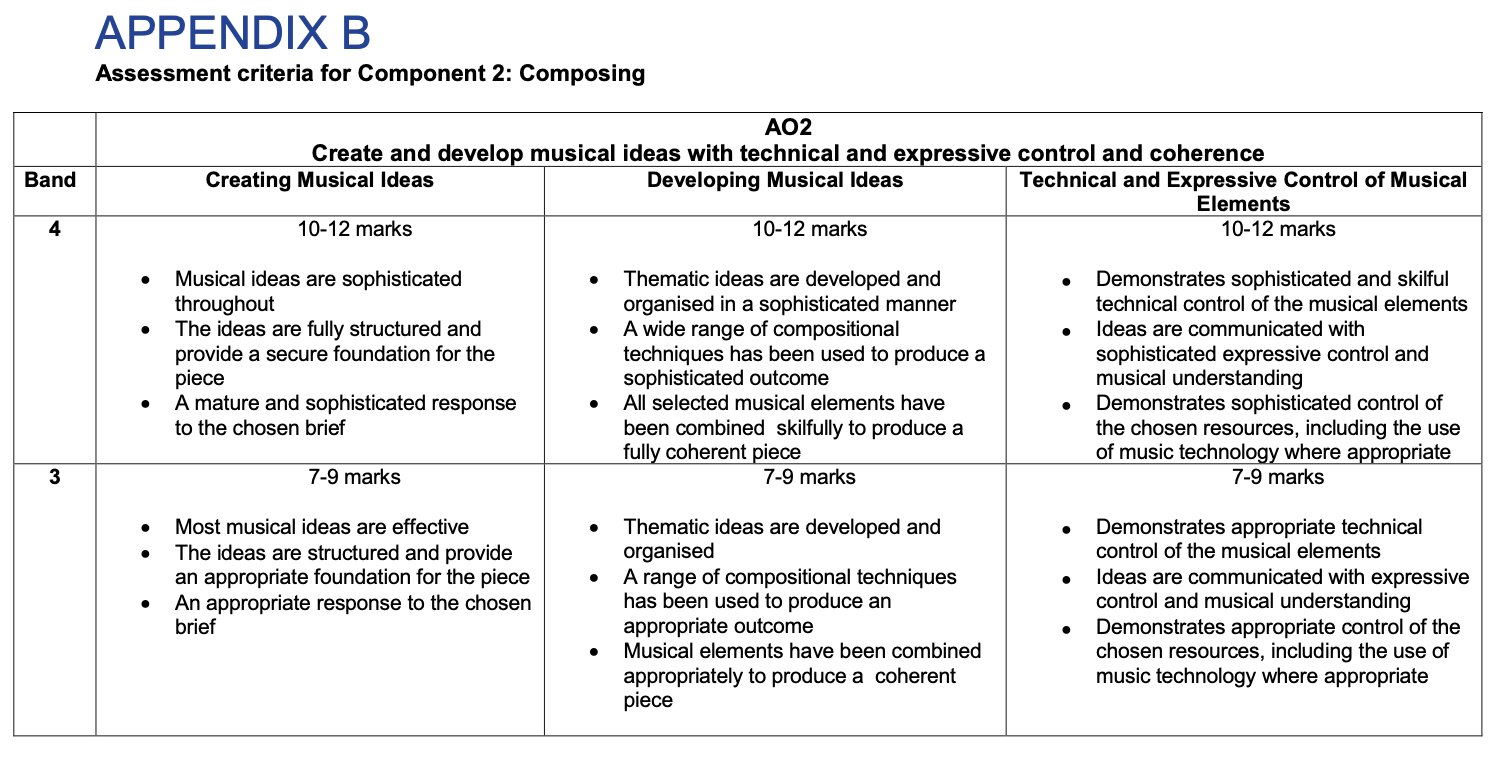 APPENDIX B
Assessment criteria for Component 2: Composing
AO2
Create and develop musical ideas with technical and expressive control and coherence
Band
Creating Musical Ideas
Developing Musical Ideas
Technical and Expressive Control of Musical
Elements
4
10-12 marks
• Musical ideas are sophisticated
throughout
• The ideas are fully structured and
provide a secure foundation for the
piece
• A mature and sophisticated response
to the chosen brief
10-12 marks
• Thematic ideas are developed and
organised in a sophisticated manner
• A wide range of compositional
techniques has been used to produce a
sophisticated outcome
• All selected musical elements have
been combined skilfully to produce a
fully coherent piece
10-12 marks
• Demonstrates sophisticated and skilful
technical control of the musical elements
• Ideas are communicated with
sophisticated expressive control and
musical understanding
• Demonstrates sophisticated control of
the chosen resources, including the use
of music technology where appropriate
3
7-9 marks
• Most musical ideas are effective
• The ideas are structured and provide
an appropriate foundation for the piece
• An appropriate response to the chosen
brief
7-9 marks
• Thematic ideas are developed and
organised
• A range of compositional techniques
has been used to produce an
appropriate outcome
• Musical elements have been combined
appropriately to produce a coherent
piece
7-9 marks
• Demonstrates appropriate technical
control of the musical elements
• Ideas are communicated with expressive
control and musical understanding
• Demonstrates appropriate control of the
chosen resources, including the use of
music technology where appropriate